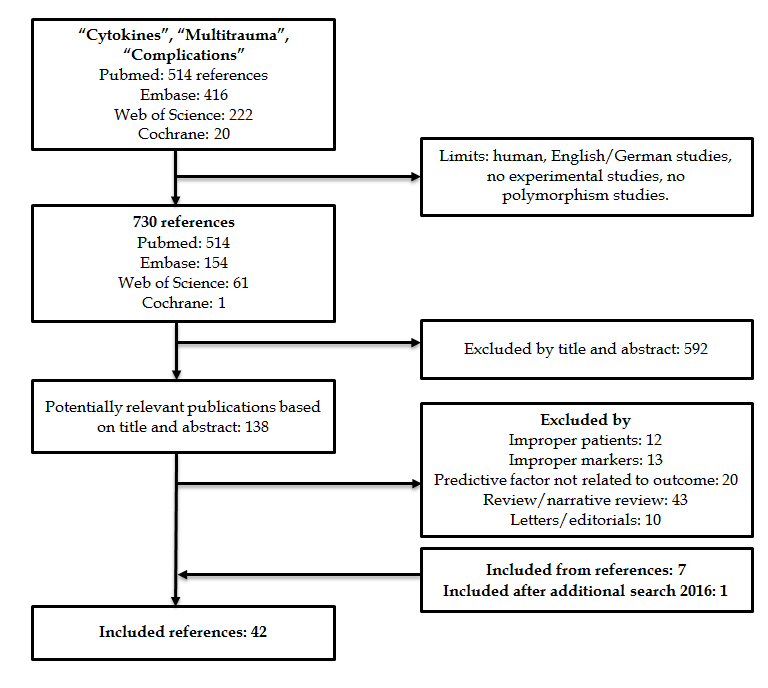 “Cytokines”, “Multitrauma”,
“Complications”
Pubmed: 514 references
Embase: 416
Web of Science: 222
Cochrane: 20
Limits: human, English/German studies,
no experimental studies, no
polymorphism studies.
730 references
Pubmed: 514
Embase: 154
Web of Science: 61
Cochrane: 1
Excluded by title and abstract: 592
Potentially relevant publications based
on title and abstract: 138
Excluded by
Improper patients: 12
Improper markers: 13
Predictive factor not related to outcome: 20
Review/narrative review: 43
Letters/editorials: 10
Included from references: 7
Included after additional search 2016: 1
Included references: 42